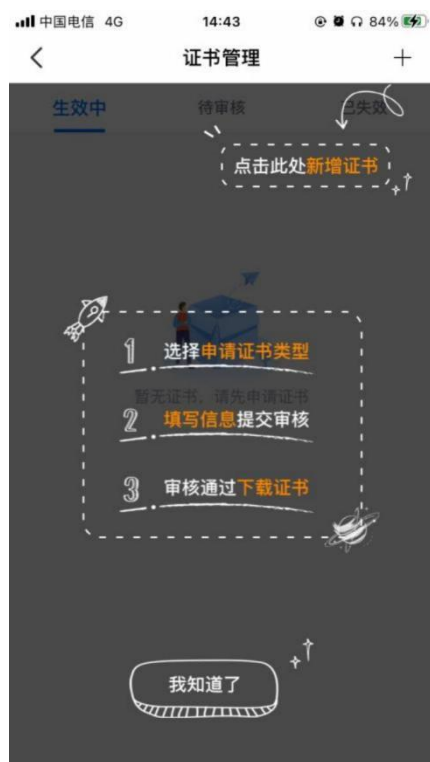 中国电信 4G 14:43 84%
证书管理
生效中 待审核 已失效
点击此处新增证书
1 选择申请证书类型
暂无证书，请先申请证书
2 填写信息提交审核
3 审核通过下载证书
我知道了